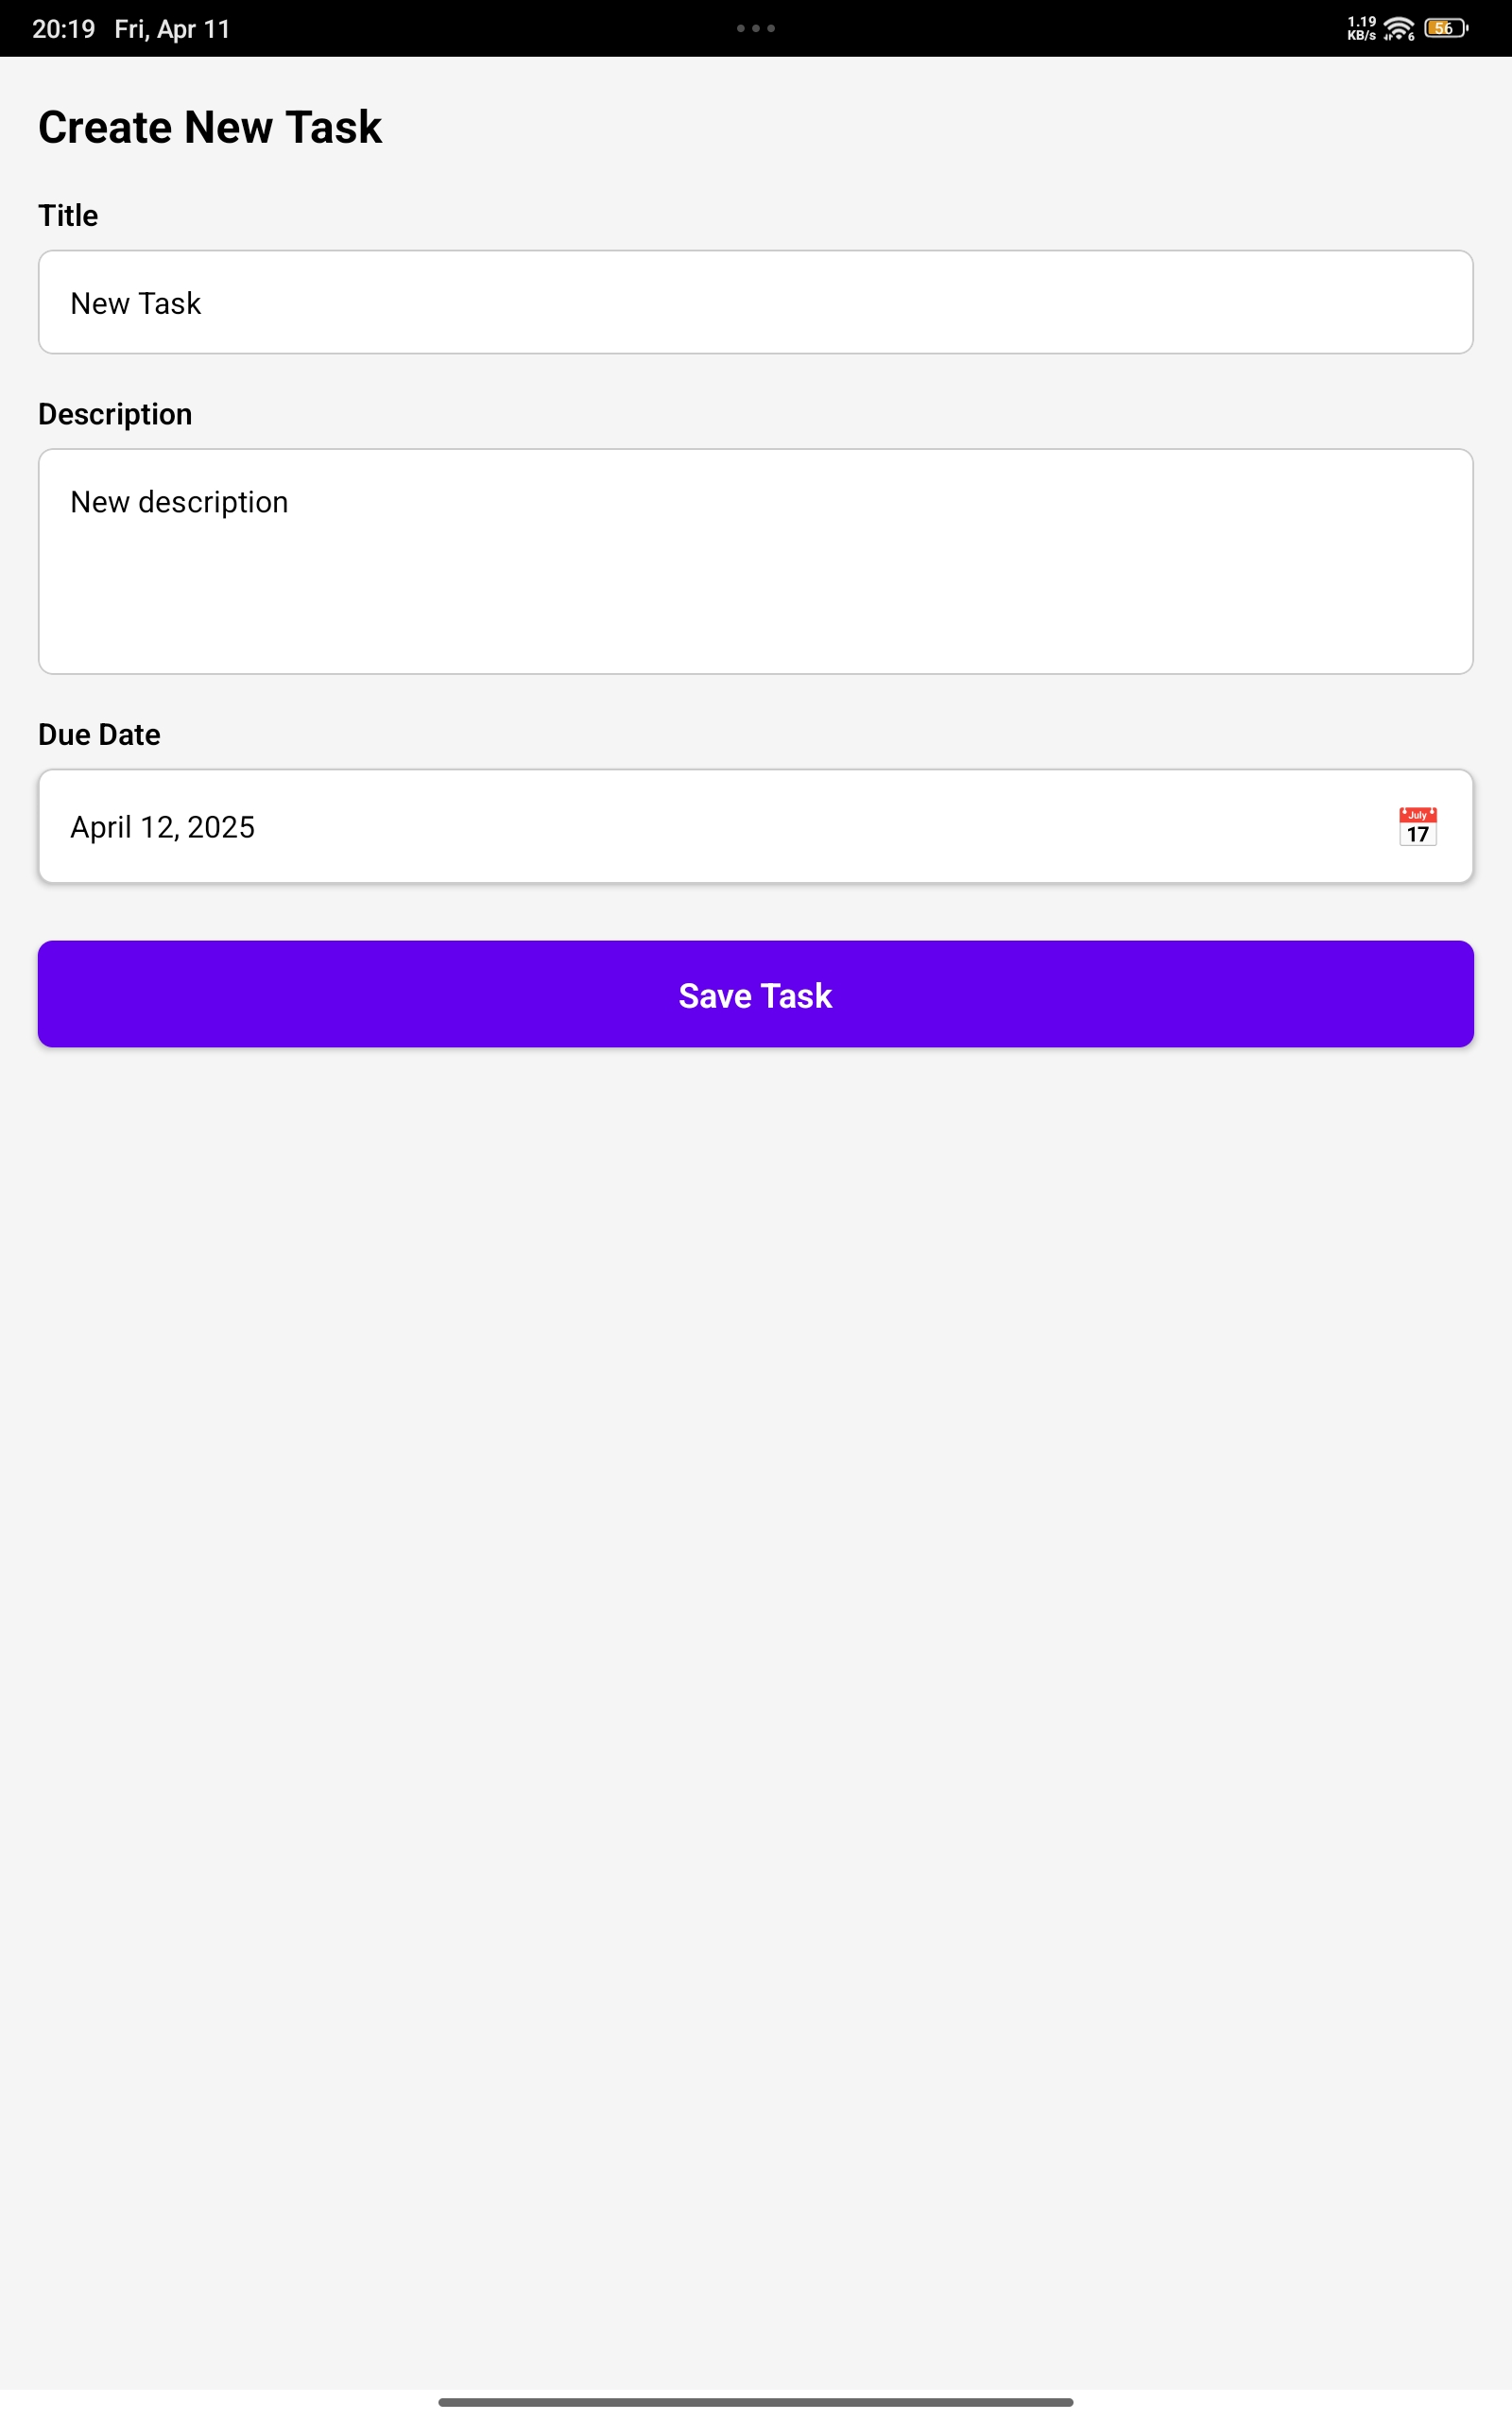 20:19 Fri, Apr 11
1.19
KB/s
6
56
Create New Task
Title
New Task
Description
New description
Due Date
April 12, 2025
July
17
Save Task